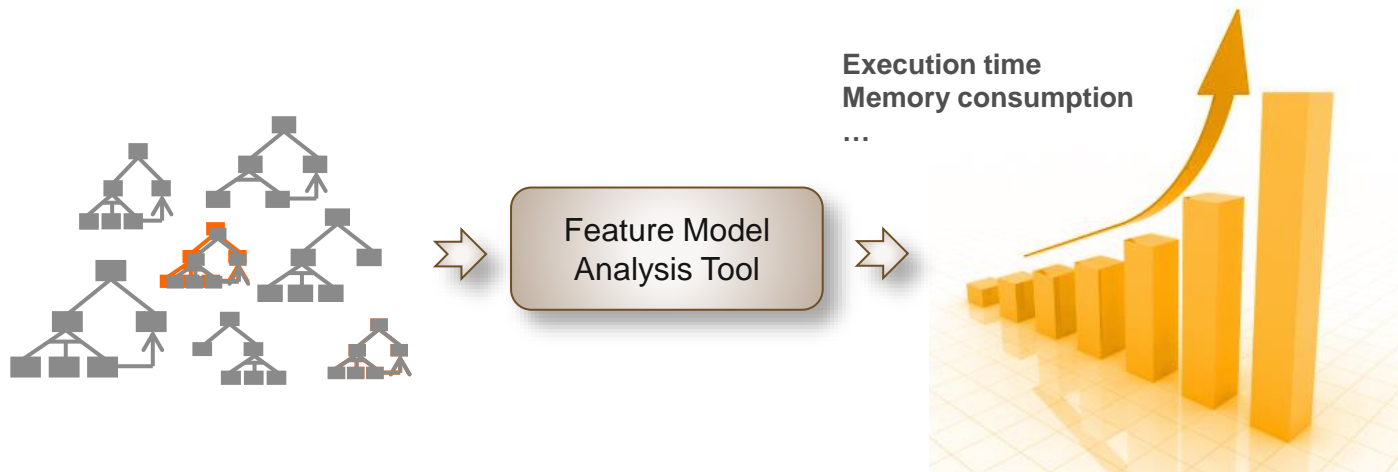 Execution time
Memory consumption
…
Feature Model
Analysis Tool